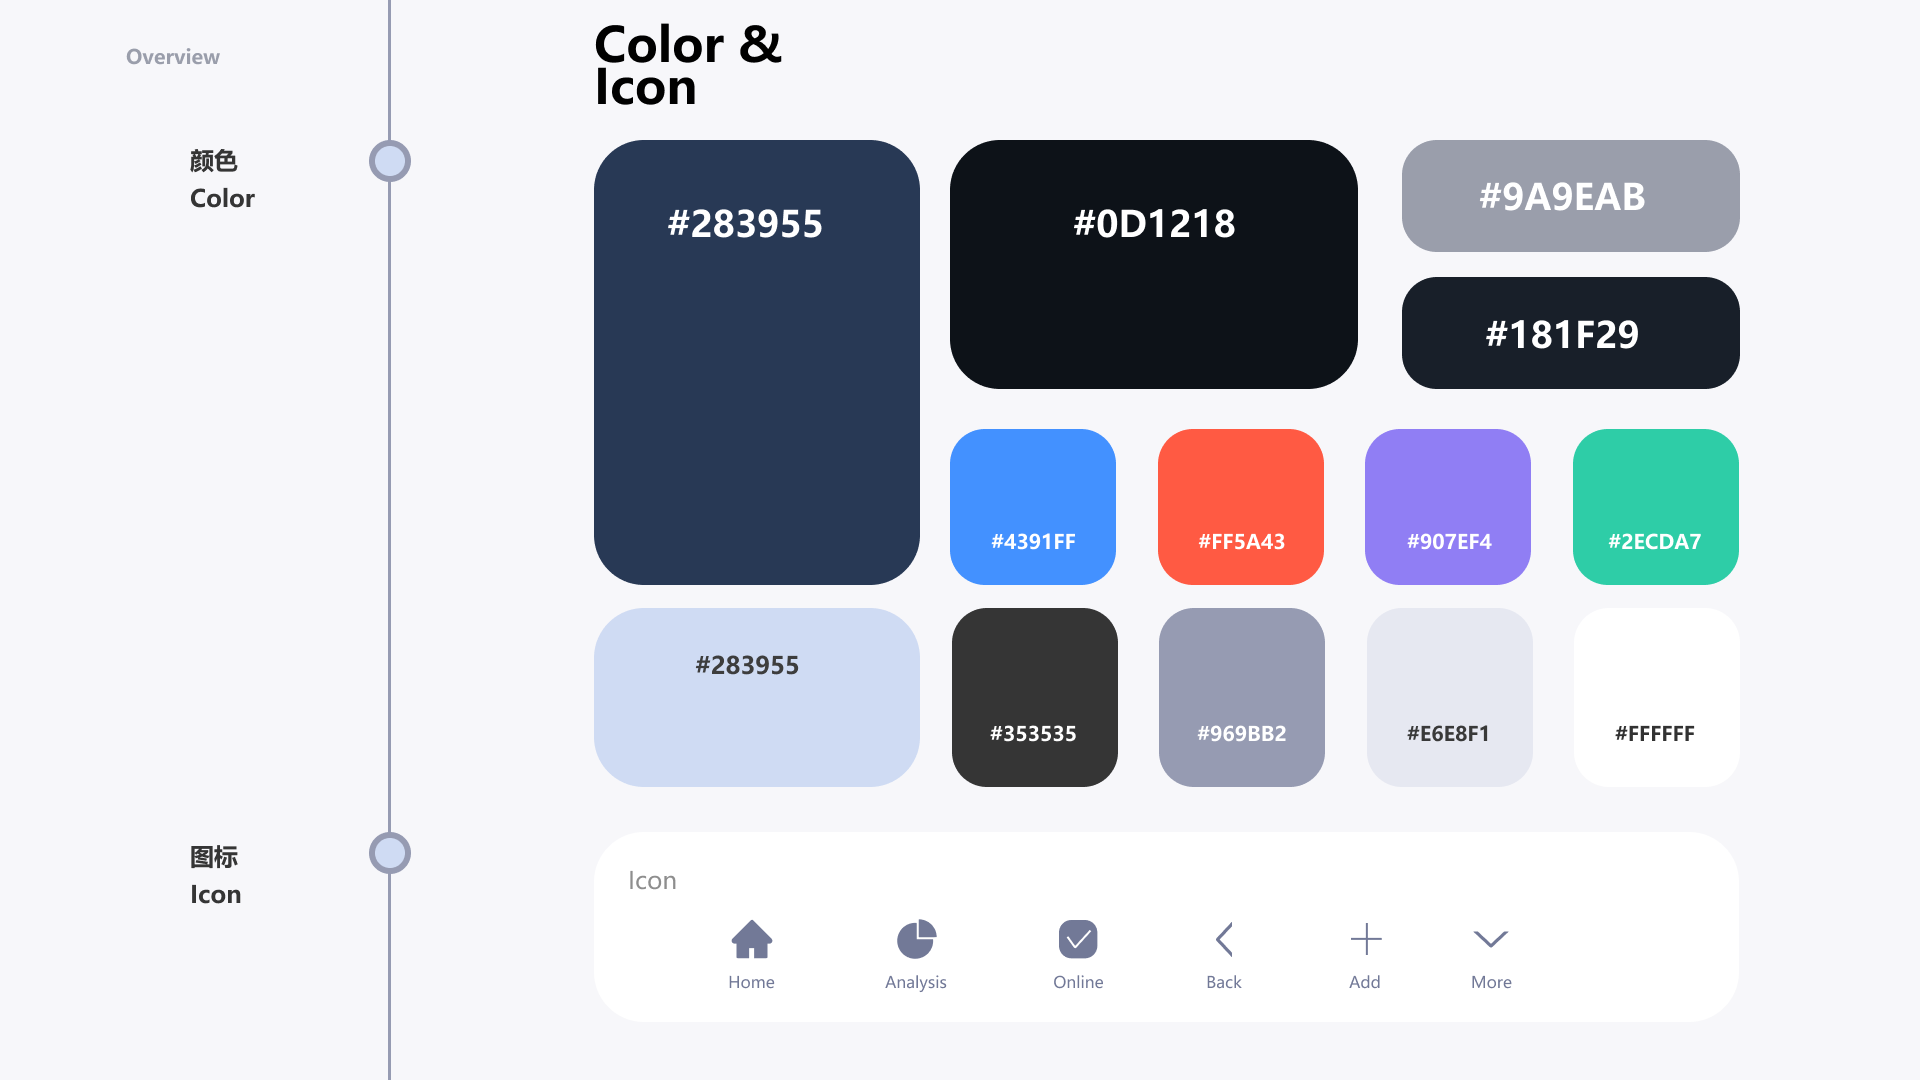 Overview
Color &
Icon
颜色
Color
#283955
#0D1218
#9A9EAB
#181F29
#4391FF
#FF5A43
#907EF4
#2ECDA7
#283955
#353535
#969BB2
#E6E8F1
#FFFFFF
图标
Icon
Icon
Home
Analysis
Online
Back
Add
More